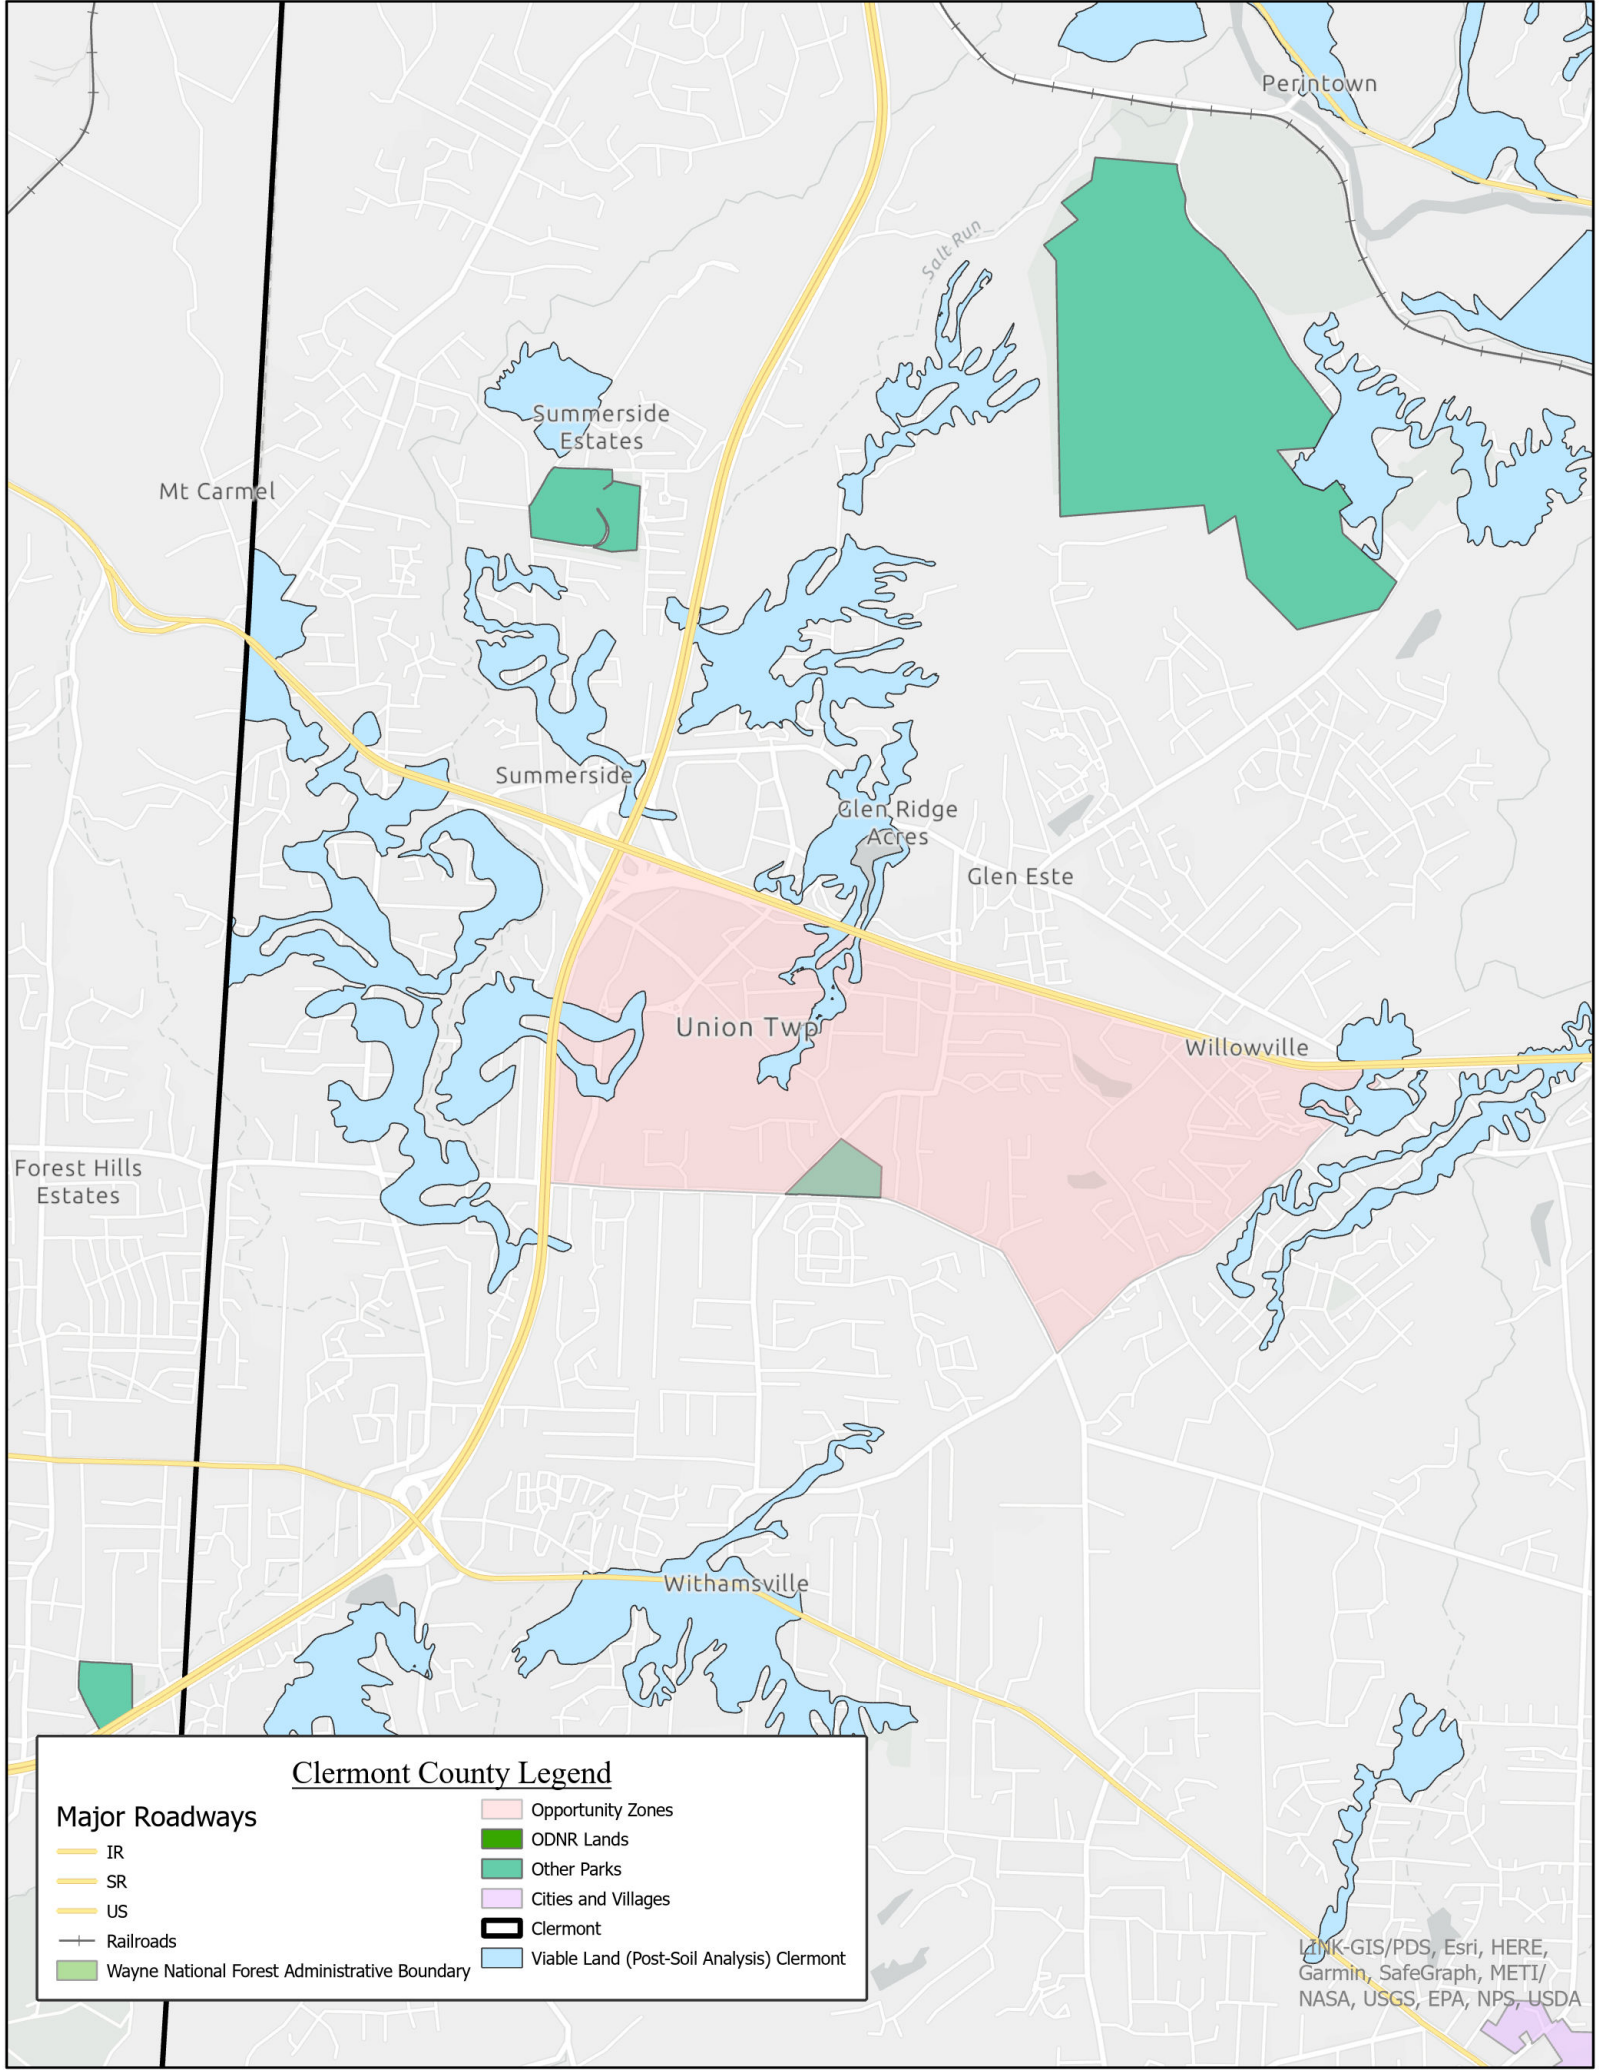 Perintown
Salt Run
Summerside
Estates
Mt Carmel
Summerside
Glen Ridge
Acres
Glen Este
Union Twp
Willowville
Forest Hills
Estates
Withamsville
Clermont County Legend
Major Roadways
IR
SR
US
Railroads
Wayne National Forest Administrative Boundary
Opportunity Zones
ODNR Lands
Other Parks
Cities and Villages
Clermont
Viable Land (Post-Soil Analysis) Clermont
LINK-GIS/PDS, Esri, HERE,
Garmin, SafeGraph, METI/
NASA, USGS, EPA, NPS, USDA